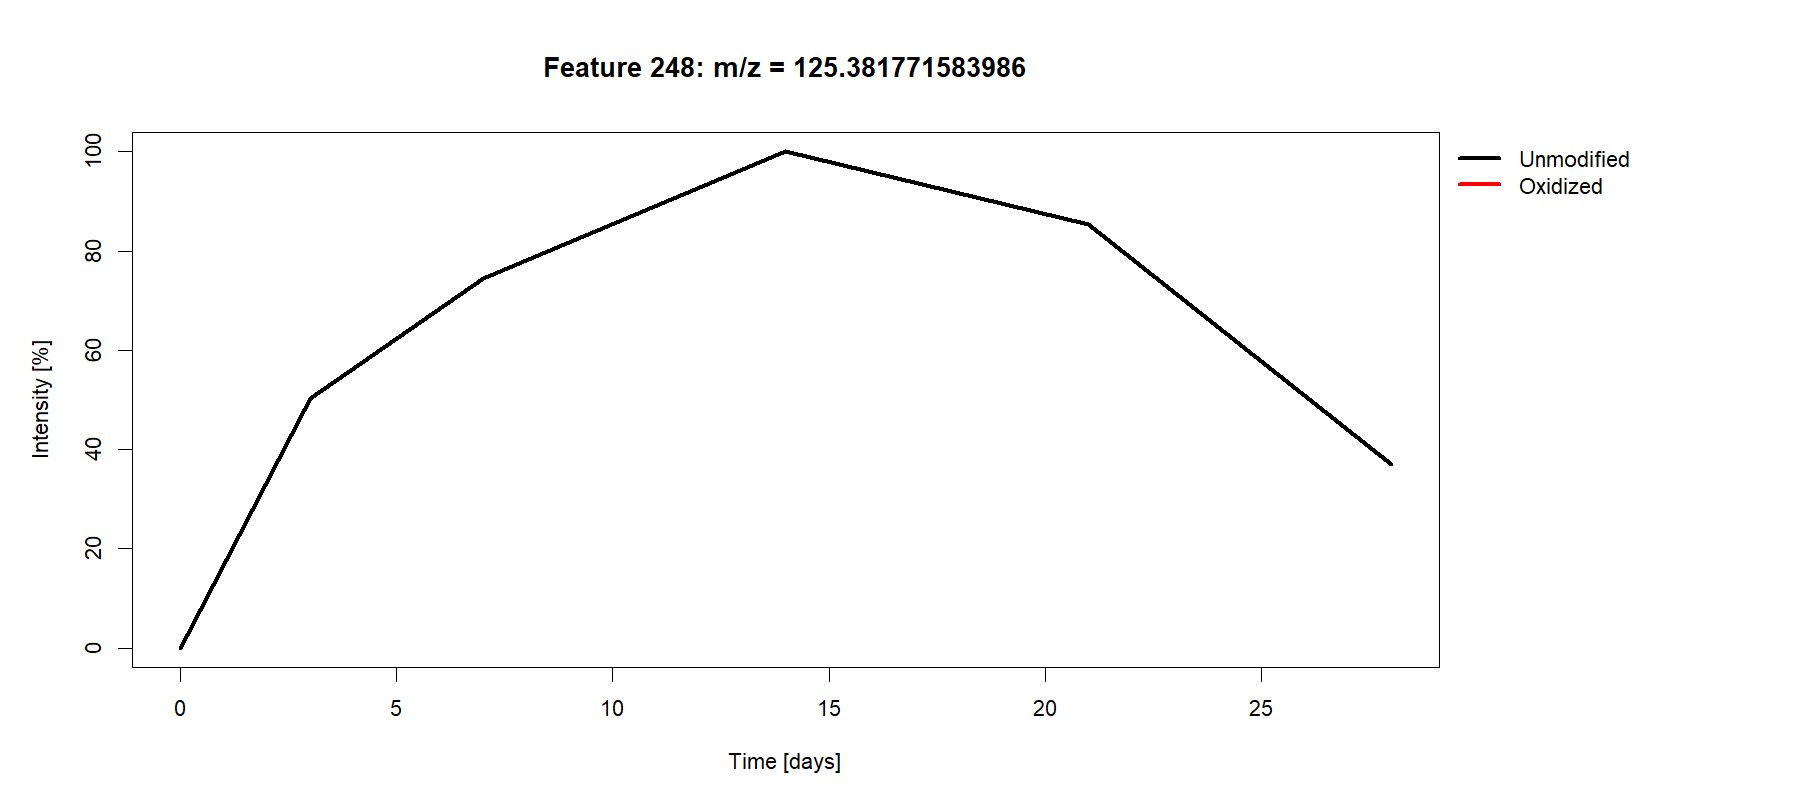 Feature 248: m/z = 125.381771583986
Unmodified
Oxidized
Intensity [%]
100
80
60
40
20
0
0 5 10 15 20 25
Time [days]